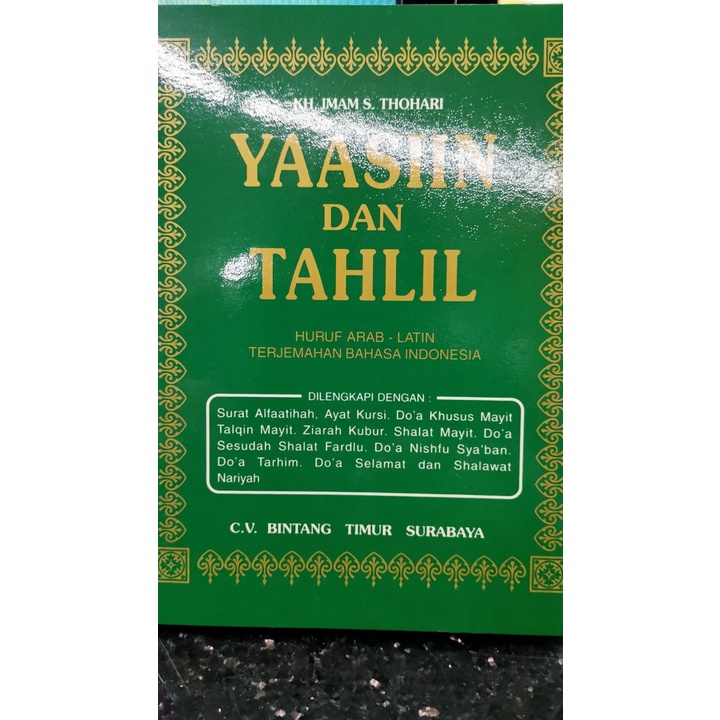 KH. IMAM S. THOHARI
YAASIIN
DAN
TAHLIL
HURUF ARAB - LATIN
TERJEMAHAN BAHASA INDONESIA
DILENGKAPI DENGAN :
Surat Alfaatihah, Ayat Kursi. Do'a Khusus Mayit
Talqin Mayit. Ziarah Kubur. Shalat Mayit. Do'a
Sesudah Shalat Fardlu. Do'a Nishfu Sya'ban.
Do'a Tarhim. Do'a Selamat dan Shalawat
Nariyah
C.V. BINTANG TIMUR SURABAYA